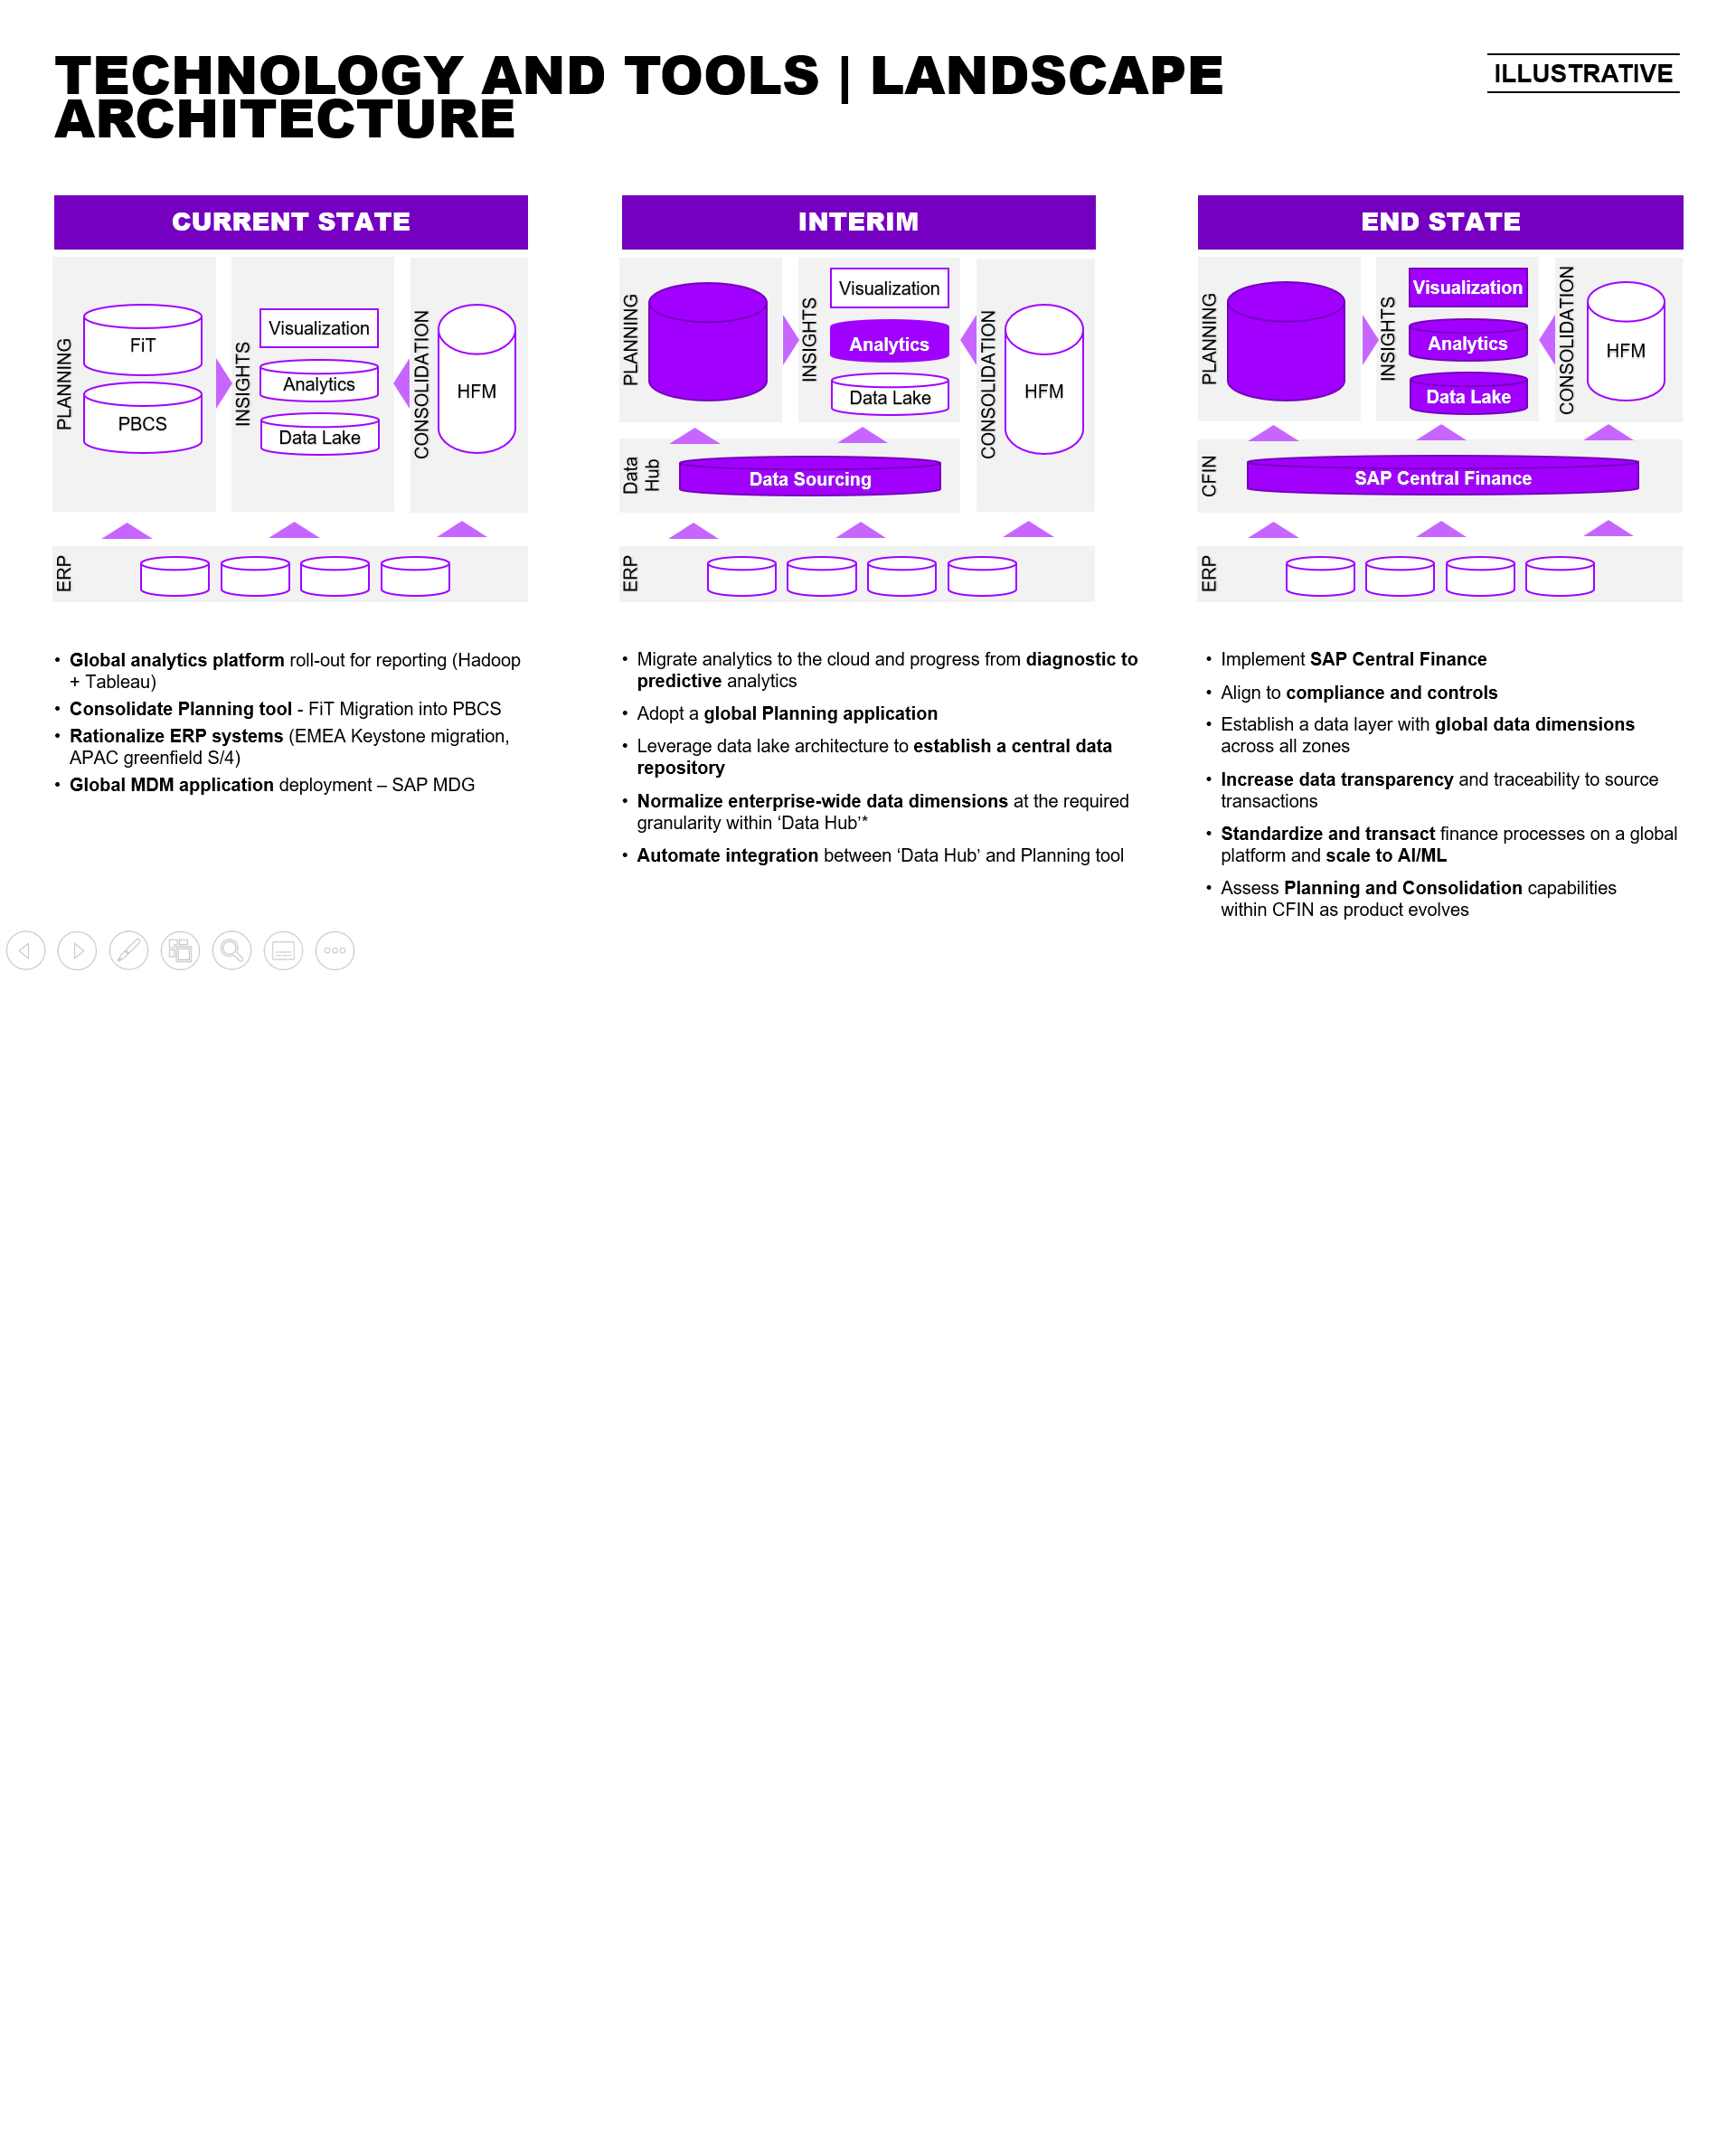 TECHNOLOGY AND TOOLS | LANDSCAPE
ARCHITECTURE
ILLUSTRATIVE
CURRENT STATE
PLANNING
FiT
PBCS
INSIGHTS
Visualization
Analytics
Data Lake
CONSOLIDATION
HFM
ERP
• Global analytics platform roll-out for reporting (Hadoop
+ Tableau)
• Consolidate Planning tool - FiT Migration into PBCS
• Rationalize ERP systems (EMEA Keystone migration,
APAC greenfield S/4)
• Global MDM application deployment – SAP MDG
INTERIM
PLANNING
INSIGHTS
Visualization
Analytics
Data Lake
CONSOLIDATION
HFM
Data
Hub
Data Sourcing
ERP
• Migrate analytics to the cloud and progress from diagnostic to
predictive analytics
• Adopt a global Planning application
• Leverage data lake architecture to establish a central data
repository
• Normalize enterprise-wide data dimensions at the required
granularity within ‘Data Hub’*
• Automate integration between ‘Data Hub’ and Planning tool
END STATE
PLANNING
INSIGHTS
Visualization
Analytics
Data Lake
CONSOLIDATION
HFM
CFIN
SAP Central Finance
ERP
• Implement SAP Central Finance
• Align to compliance and controls
• Establish a data layer with global data dimensions
across all zones
• Increase data transparency and traceability to source
transactions
• Standardize and transact finance processes on a global
platform and scale to AI/ML
• Assess Planning and Consolidation capabilities
within CFIN as product evolves